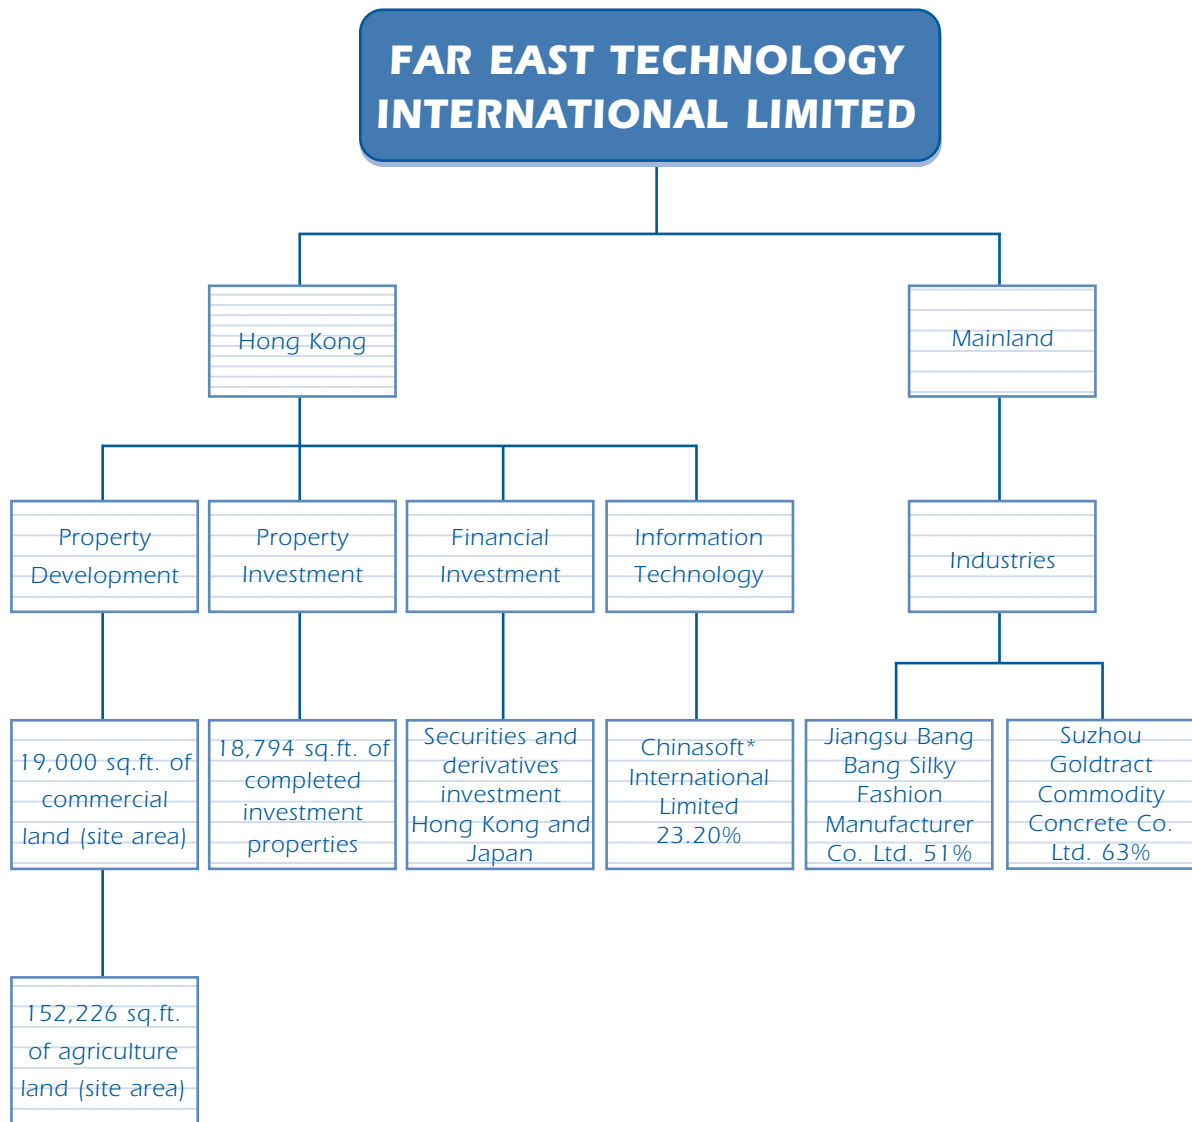 FAR EAST TECHNOLOGY
INTERNATIONAL LIMITED
Hong Kong
Mainland
Property
Development
Property
Investment
Financial
Investment
Information
Technology
Industries
19,000 sq.ft. of
commercial
land (site area)
18,794 sq.ft. of
completed
investment
properties
Securities and
derivatives
investment
Hong Kong and
Japan
Chinasoft*
International
Limited
23.20%
Jiangsu Bang
Bang Silky
Fashion
Manufacturer
Co. Ltd. 51%
Suzhou
Goldtract
Commodity
Concrete Co.
Ltd. 63%
152,226 sq.ft.
of agriculture
land (site area)